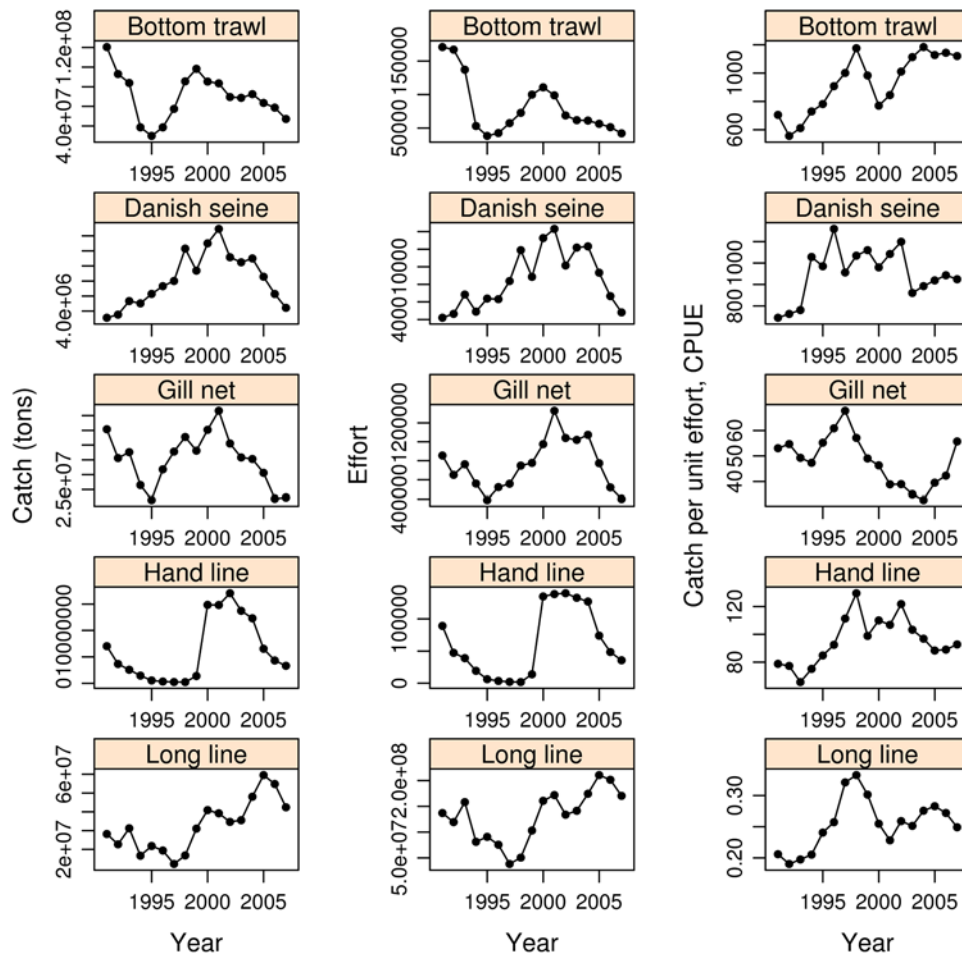 Catch (tons)
Bottom trawl
4.0e+07 1.2e+08
1995 2000 2005
Danish seine
4.0e+06
1995 2000 2005
Gill net
2.5e+07
1995 2000 2005
Hand line
0 10000000
1995 2000 2005
Long line
2e+07 6e+07
1995 2000 2005
Year
Effort
Bottom trawl
50000 150000
1995 2000 2005
Danish seine
4000 10000
1995 2000 2005
Gill net
400000 1200000
1995 2000 2005
Hand line
0 100000
1995 2000 2005
Long line
5.0e+07 2.0e+08
1995 2000 2005
Year
Catch per unit effort, CPUE
Bottom trawl
600 1000
1995 2000 2005
Danish seine
800 1000
1995 2000 2005
Gill net
40 50 60
1995 2000 2005
Hand line
80 120
1995 2000 2005
Long line
0.20 0.30
1995 2000 2005
Year